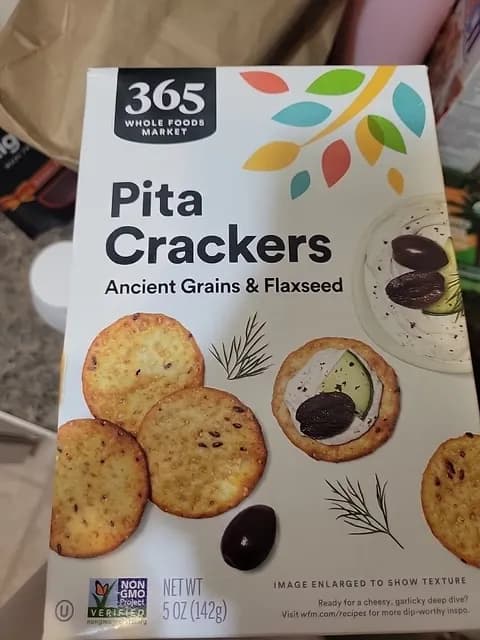 365
WHOLE FOODS
MARKET
Pita
Crackers
Ancient Grains & Flaxseed
IMAGE ENLARGED TO SHOW TEXTURE
NON
GMO
Project
VERIFIED
nongmoproject.org
NET WT
5 OZ (142g)
Ready for a cheesy, garlicky deep dive?
Visit wfm.com/recipes for more dip-worthy inspo.
U